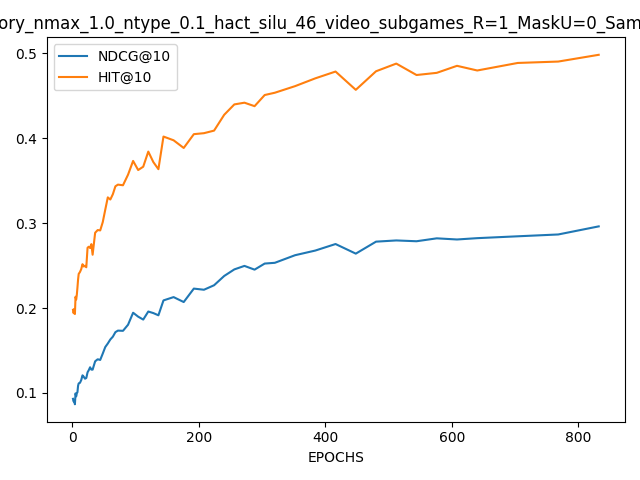 ory_nmax_1.0_ntype_0.1_hact_silu_46_video_subgames_R=1_MaskU=0_Sam
NDCG@10
HIT@10
0.5
0.4
0.3
0.2
0.1
0 200 400 600 800
EPOCHS